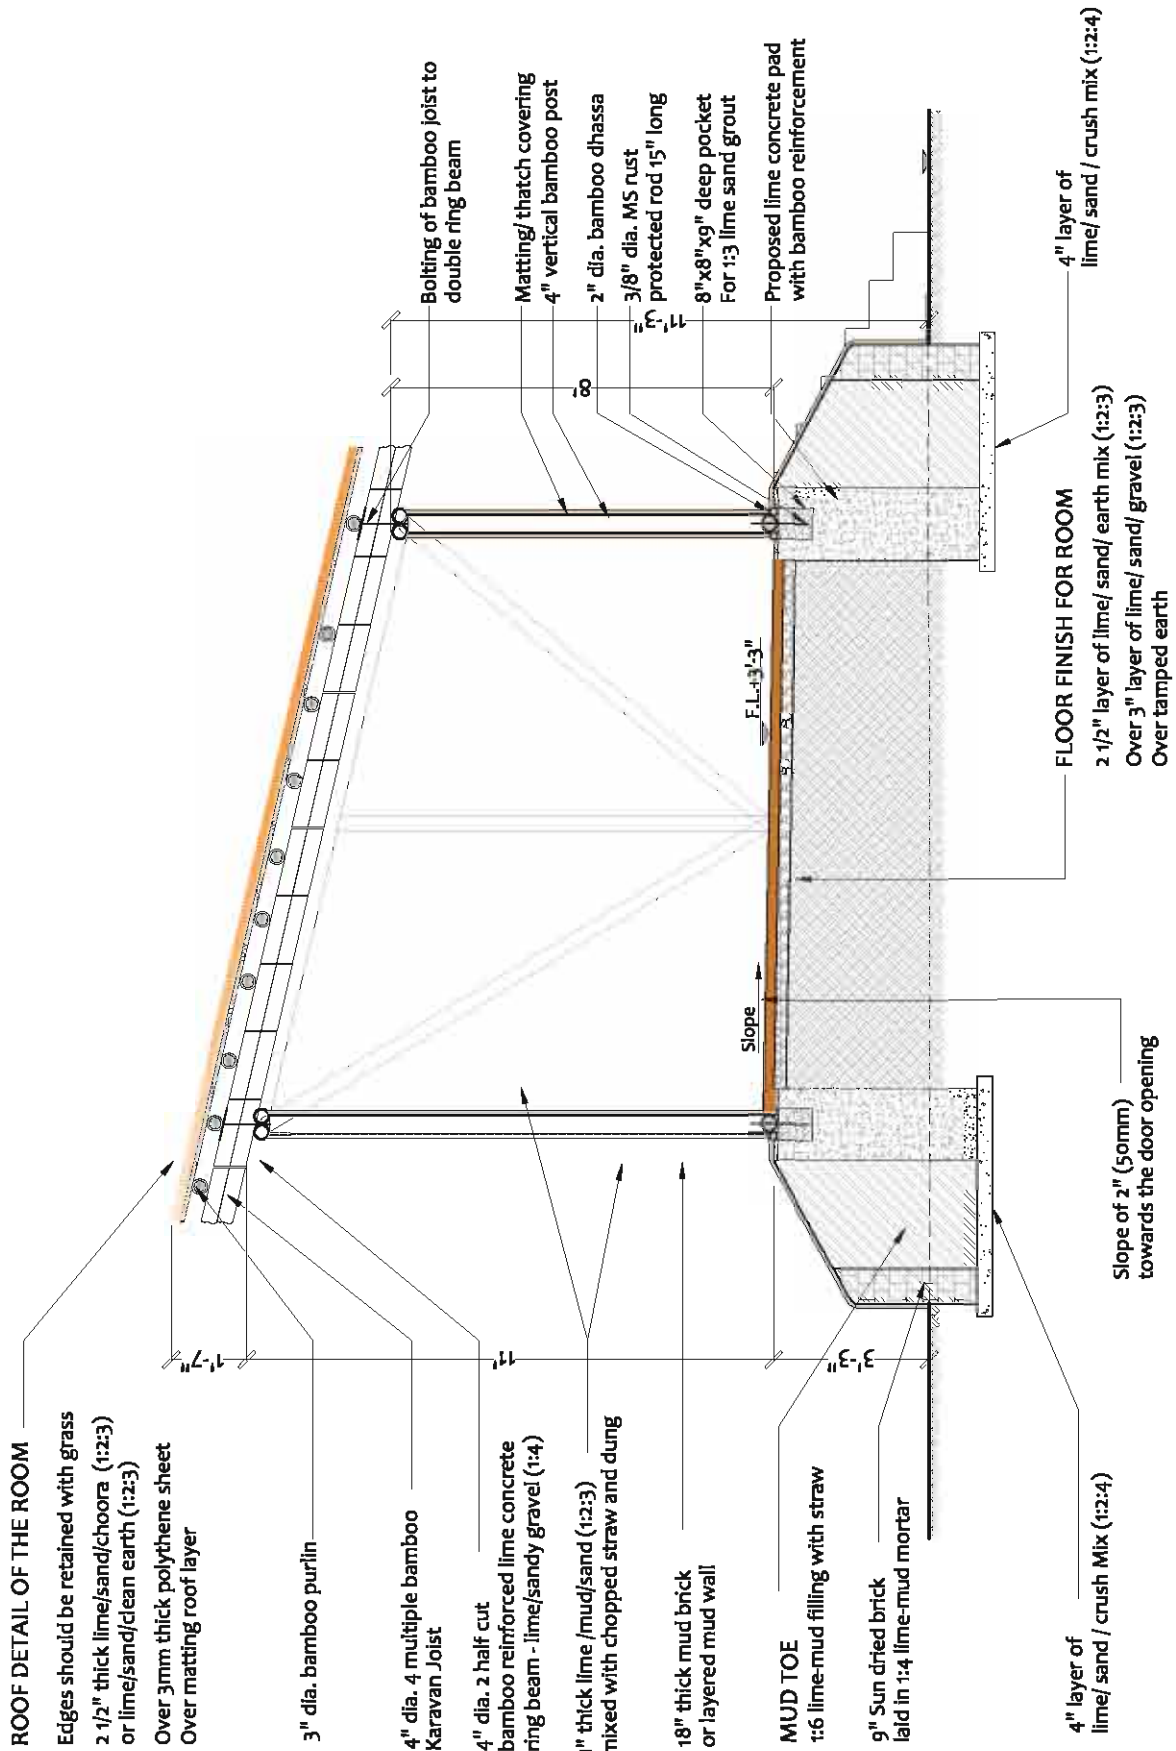 ROOF DETAIL OF THE ROOM
Edges should be retained with grass
2 1/2" thick lime/sand/choora (1:2:3)
or lime/sand/clean earth (1:2:3)
Over 3mm thick polythene sheet
Over matting roof layer
3" dia. bamboo purlin
4" dia. 4 multiple bamboo
Karavan Joist
4" dia. 2 half cut
bamboo reinforced lime concrete
ring beam - lime/sandy gravel (1:4)
1" thick lime /mud/sand (1:2:3)
mixed with chopped straw and dung
18" thick mud brick
or layered mud wall
MUD TOE
1:6 lime-mud filling with straw
9" Sun dried brick
laid in 1:4 lime-mud mortar
4" layer of
lime/ sand / crush Mix (1:2:4)
1'-7"
11'
3'-3"
Slope
F.L.+3'-3"
Slope of 2" (50mm)
towards the door opening
8'
11'-3"
Bolting of bamboo joist to
double ring beam
Matting/ thatch covering
4" vertical bamboo post
2" dia. bamboo dhassa
3/8" dia. MS rust
protected rod 15" long
8"x8"x9" deep pocket
For 1:3 lime sand grout
Proposed lime concrete pad
with bamboo reinforcement
4" layer of
lime/ sand / crush mix (1:2:4)
FLOOR FINISH FOR ROOM
2 1/2" layer of lime/ sand/ earth mix (1:2:3)
Over 3" layer of lime/ sand/ gravel (1:2:3)
Over tamped earth